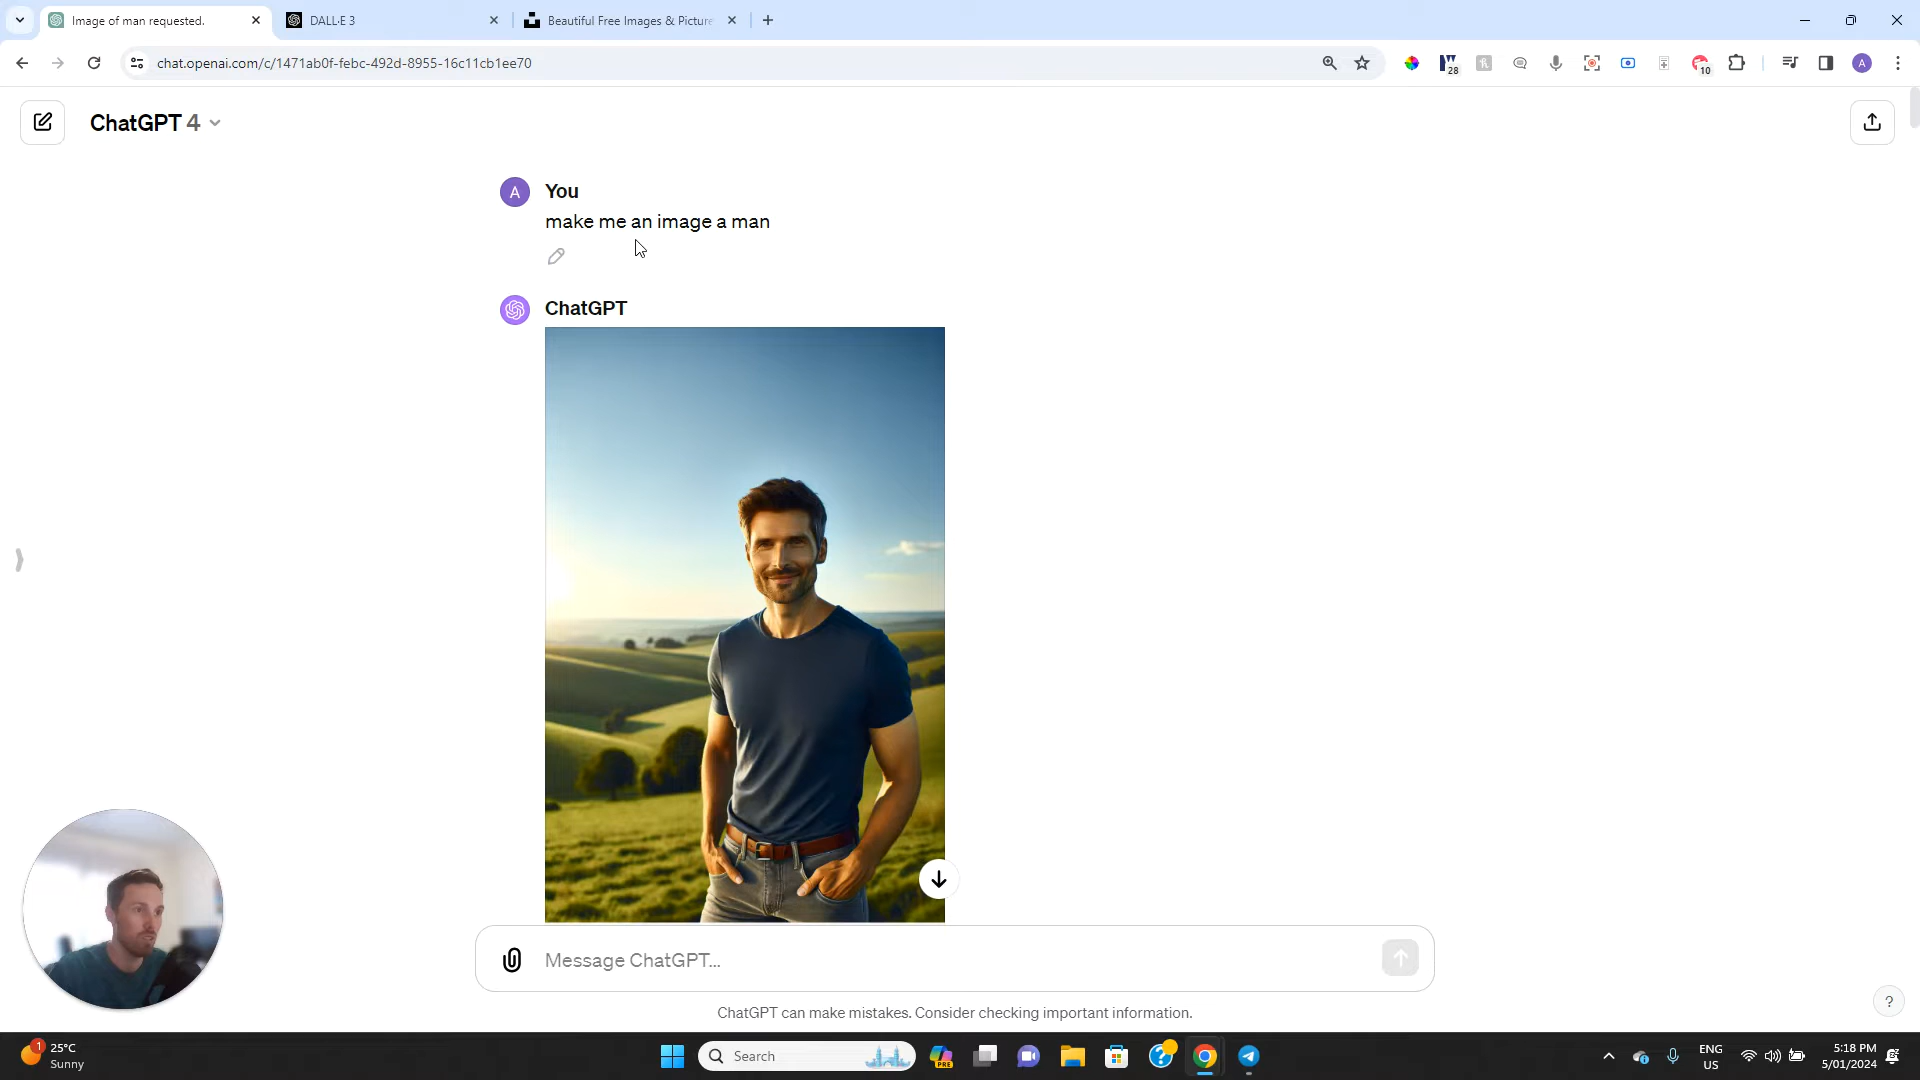 Image of man requested.
DALL·E 3
Beautiful Free Images & Picture
chat.openai.com/c/1471ab0f-febc-492d-8955-16c11cb1ee70
28
10
A
ChatGPT 4
A
You
make me an image a man
ChatGPT
Message ChatGPT...
ChatGPT can make mistakes. Consider checking important information.
?
1
25°C
Sunny
Search
PRE
ENG
US
5:18 PM
5/01/2024